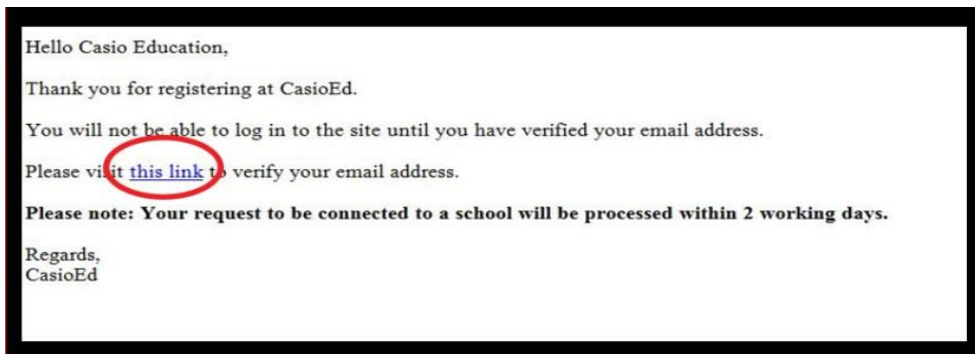 Hello Casio Education,
Thank you for registering at CasioEd.
You will not be able to log in to the site until you have verified your email address.
Please visit this link to verify your email address.
Please note: Your request to be connected to a school will be processed within 2 working days.
Regards,
CasioEd